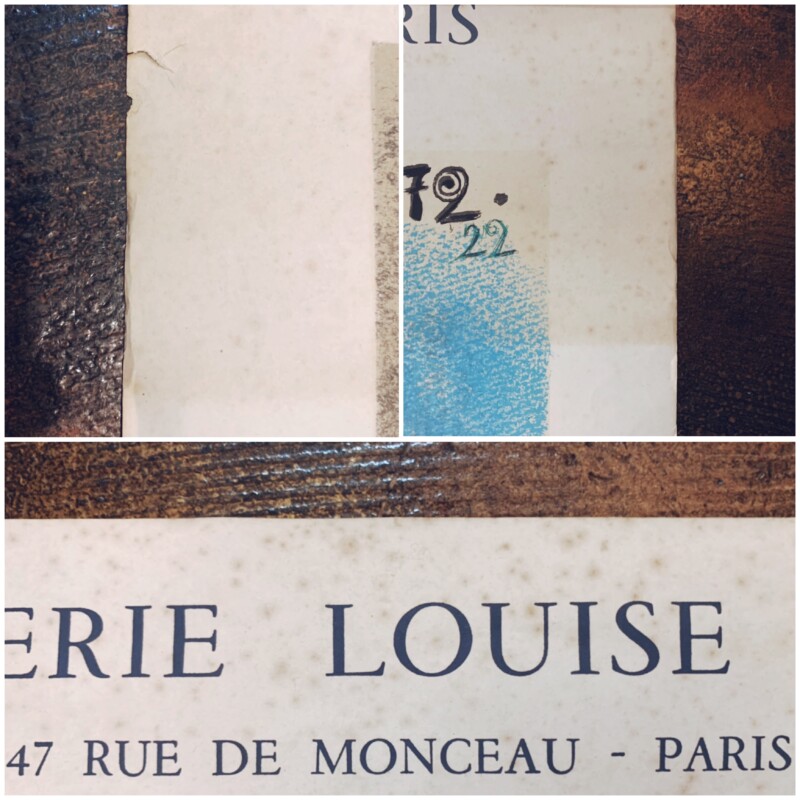 RIS
72.
22
ERIE LOUISE
47 RUE DE MONCEAU - PARIS